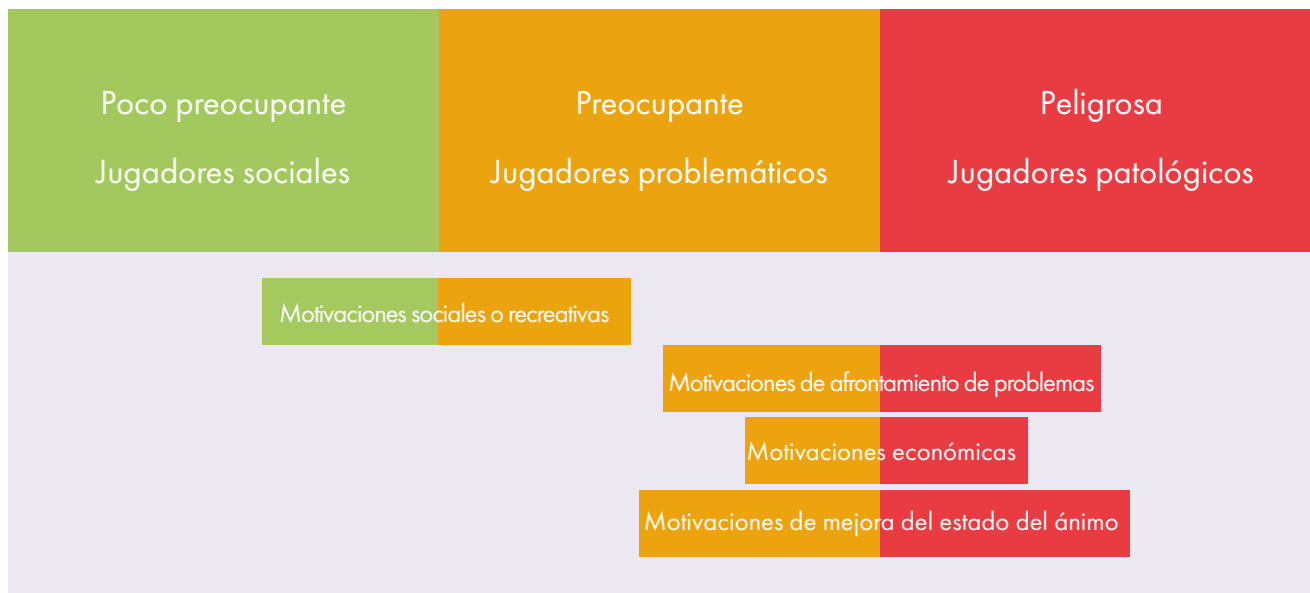 Poco preocupante
Jugadores sociales
Preocupante
Jugadores problemáticos
Peligrosa
Jugadores patológicos
Motivaciones sociales o recreativas
Motivaciones de afrontamiento de problemas
Motivaciones económicas
Motivaciones de mejora del estado del ánimo